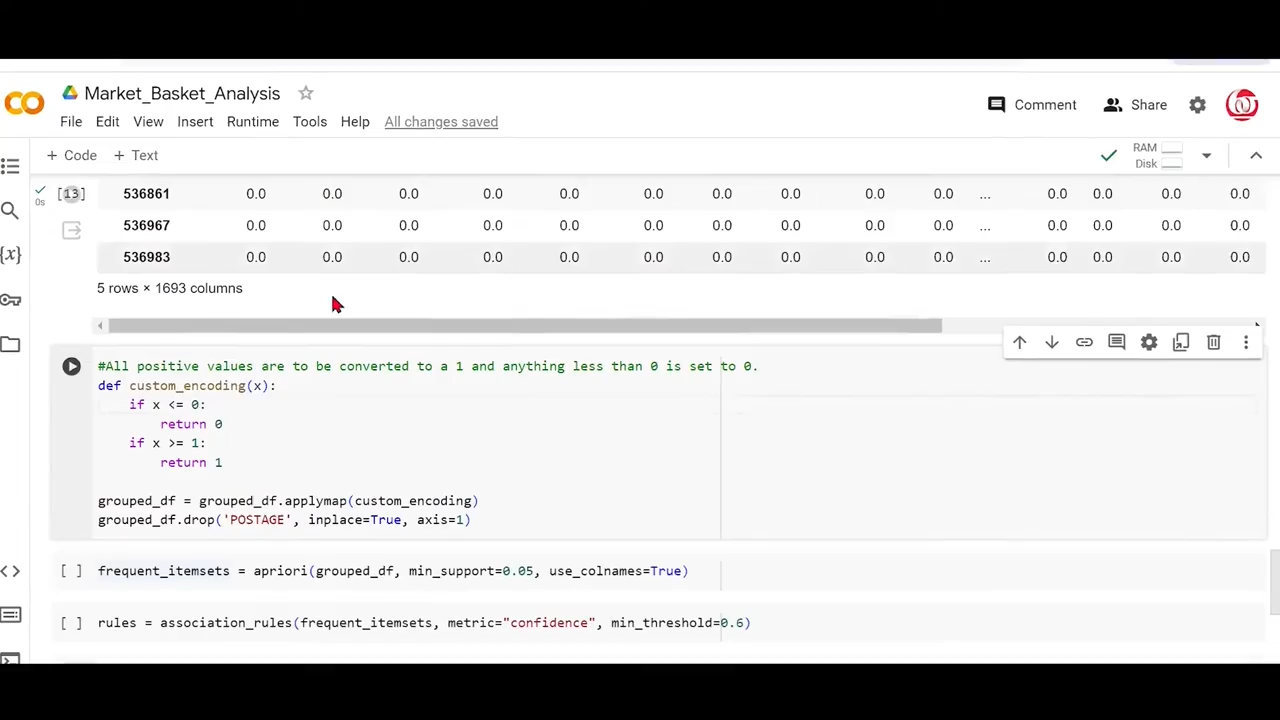 Market_Basket_Analysis
Comment Share
File Edit View Insert Runtime Tools Help All changes saved
+ Code + Text
RAM
Disk
[13] 536861 0.0 0.0 0.0 0.0 0.0 0.0 0.0 0.0 0.0 0.0 ... 0.0 0.0 0.0 0.0
0s
536967 0.0 0.0 0.0 0.0 0.0 0.0 0.0 0.0 0.0 0.0 ... 0.0 0.0 0.0 0.0
{x}
536983 0.0 0.0 0.0 0.0 0.0 0.0 0.0 0.0 0.0 0.0 ... 0.0 0.0 0.0 0.0
5 rows × 1693 columns
#All positive values are to be converted to a 1 and anything less than 0 is set to 0.
def custom_encoding(x):
if x <= 0:
return 0
if x >= 1:
return 1
grouped_df = grouped_df.applymap(custom_encoding)
grouped_df.drop('POSTAGE', inplace=True, axis=1)
[ ] frequent_itemsets = apriori(grouped_df, min_support=0.05, use_colnames=True)
[ ] rules = association_rules(frequent_itemsets, metric="confidence", min_threshold=0.6)